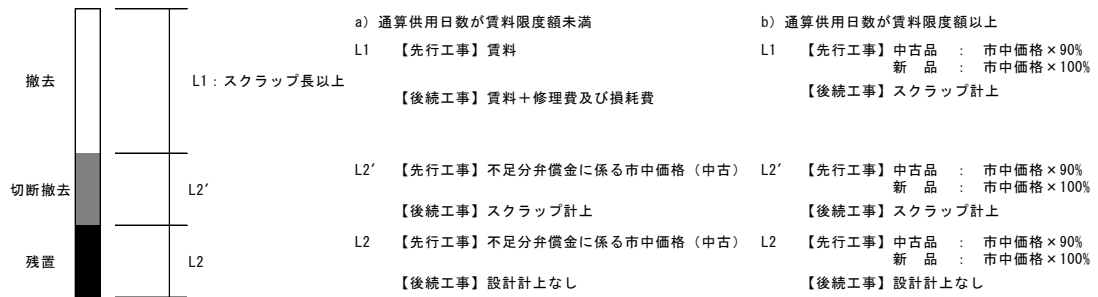 撤去
L1：スクラップ長以上
切断撤去
L2′
残置
L2
a）通算供用日数が賃料限度額未満
L1 【先行工事】賃料
【後続工事】賃料＋修理費及び損耗費
L2′ 【先行工事】不足分弁償金に係る市中価格（中古）
【後続工事】スクラップ計上
L2 【先行工事】不足分弁償金に係る市中価格（中古）
【後続工事】設計計上なし
b）通算供用日数が賃料限度額以上
L1 【先行工事】中古品 ： 市中価格×90%
新　品 ： 市中価格×100%
【後続工事】スクラップ計上
L2′ 【先行工事】中古品 ： 市中価格×90%
新　品 ： 市中価格×100%
【後続工事】スクラップ計上
L2 【先行工事】中古品 ： 市中価格×90%
新　品 ： 市中価格×100%
【後続工事】設計計上なし